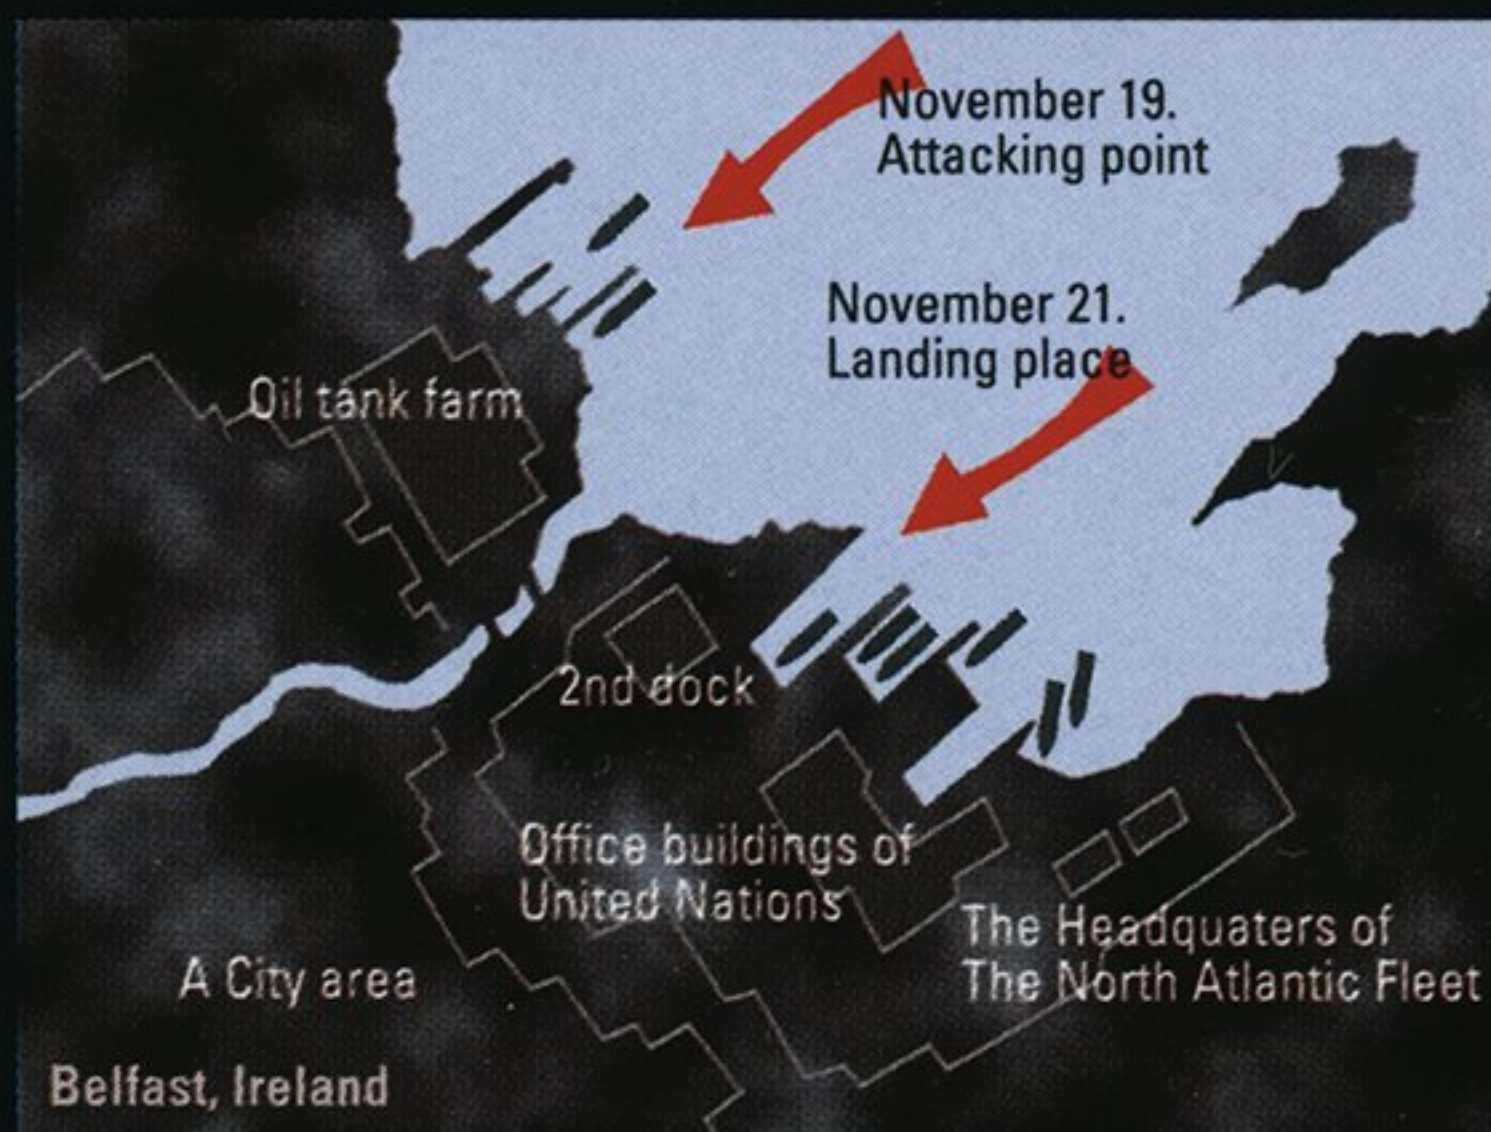 November 19.
Attacking point
November 21.
Landing place
Oil tank farm
2nd dock
Office buildings of
United Nations
The Headquaters of
The North Atlantic Fleet
A City area
Belfast, Ireland